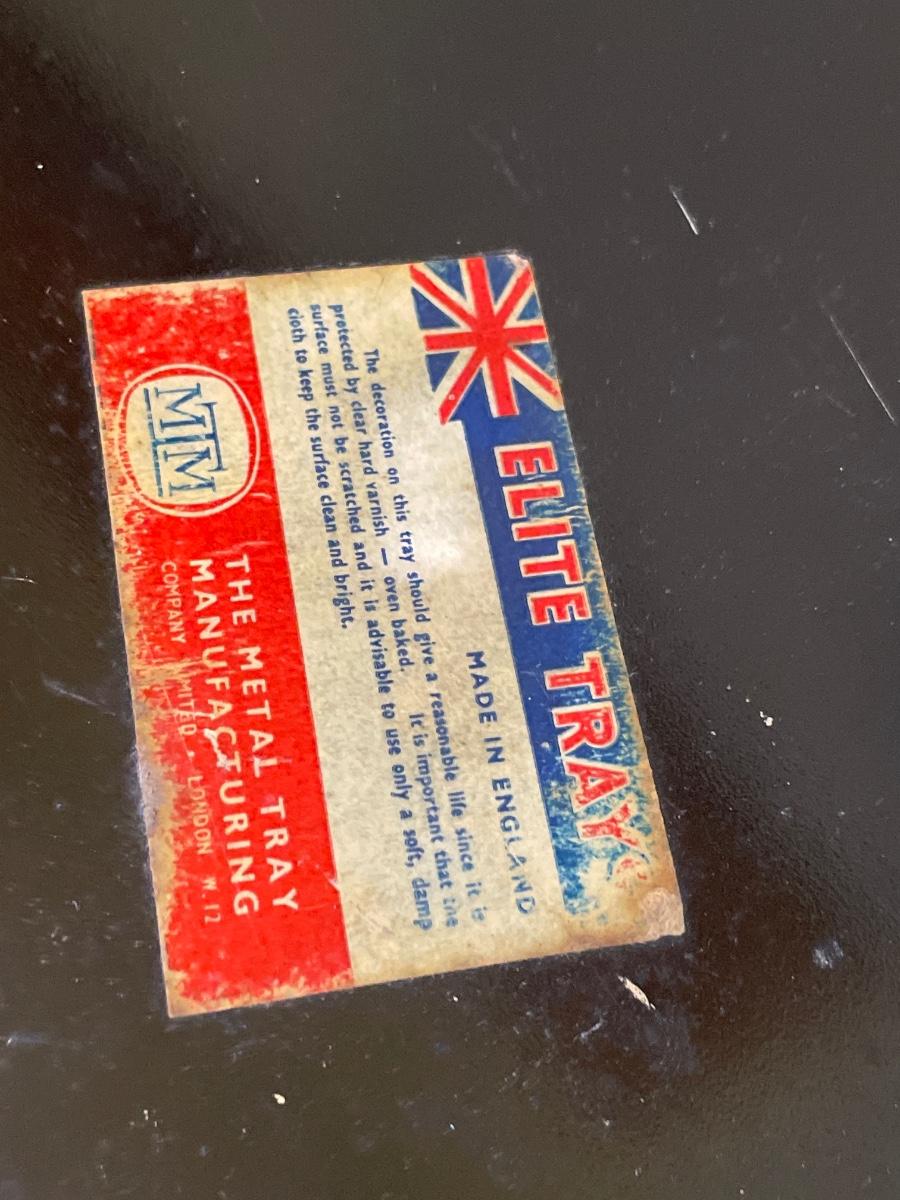 ELITE TRAYS
MADE IN ENGLAND
The decoration on this tray should give a reasonable life since it is
protected by clear hard varnish — oven baked. It is important that the
surface must not be scratched and it is advisable to use only a soft, damp
cloth to keep the surface clean and bright.
MTM
THE METAL TRAY
MANUFACTURING
COMPANY LIMITED · LONDON W.12